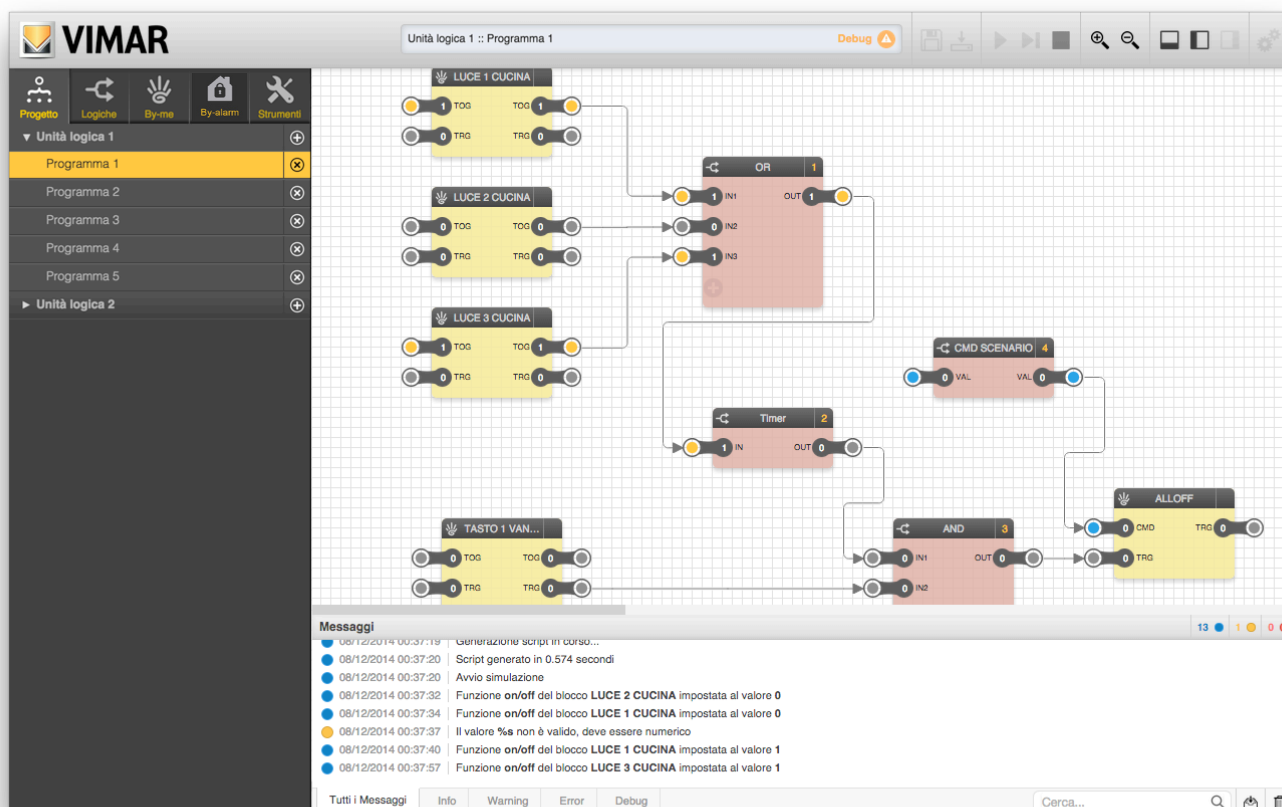 VIMAR
Unità logica 1 :: Programma 1
Debug
Progetto
Logiche
By-me
By-alarm
Strumenti
Unità logica 1
Programma 1
Programma 2
Programma 3
Programma 4
Programma 5
Unità logica 2
LUCE 1 CUCINA
1 TOG TOG 1
0 TRG TRG 0
LUCE 2 CUCINA
0 TOG TOG 0
0 TRG TRG 0
LUCE 3 CUCINA
1 TOG TOG 1
0 TRG TRG 0
OR 1
1 IN1 OUT 1
0 IN2
1 IN3
CMD SCENARIO 4
0 VAL VAL 0
Timer 2
1 IN OUT 0
TASTO 1 VAN...
0 TOG TOG 0
0 TRG TRG 0
AND 3
0 IN1 OUT 0
0 IN2
ALLOFF
0 CMD TRG 0
0 TRG
Messaggi
13 1 0
08/12/2014 00:37:19 Generazione script in corso...
08/12/2014 00:37:20 Script generato in 0.574 secondi
08/12/2014 00:37:20 Avvio simulazione
08/12/2014 00:37:32 Funzione on/off del blocco LUCE 2 CUCINA impostata al valore 0
08/12/2014 00:37:34 Funzione on/off del blocco LUCE 1 CUCINA impostata al valore 0
08/12/2014 00:37:37 Il valore %s non è valido, deve essere numerico
08/12/2014 00:37:40 Funzione on/off del blocco LUCE 1 CUCINA impostata al valore 1
08/12/2014 00:37:57 Funzione on/off del blocco LUCE 3 CUCINA impostata al valore 1
Tutti i Messaggi Info Warning Error Debug
Cerca...